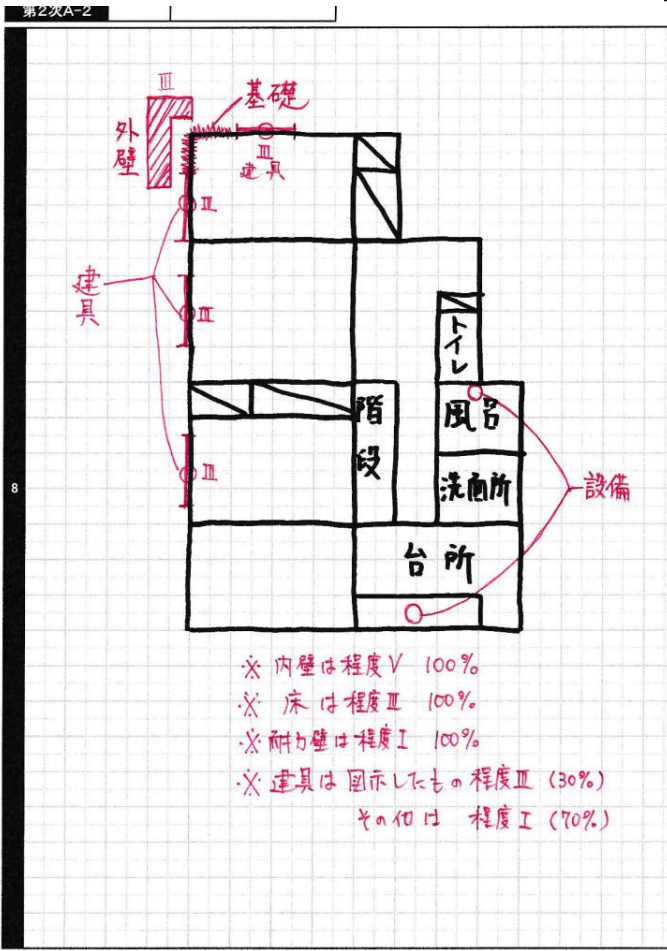 第2次A-2
III
基礎
外壁
III
建具
III
建具
III
トイレ
階段
風呂
III
洗面所
設備
8
台所
※ 内壁は程度V 100%
※ 床は程度III 100%
※ 耐力壁は程度I 100%
※ 建具は図示したもの程度III (30%)
その他は 程度I (70%)